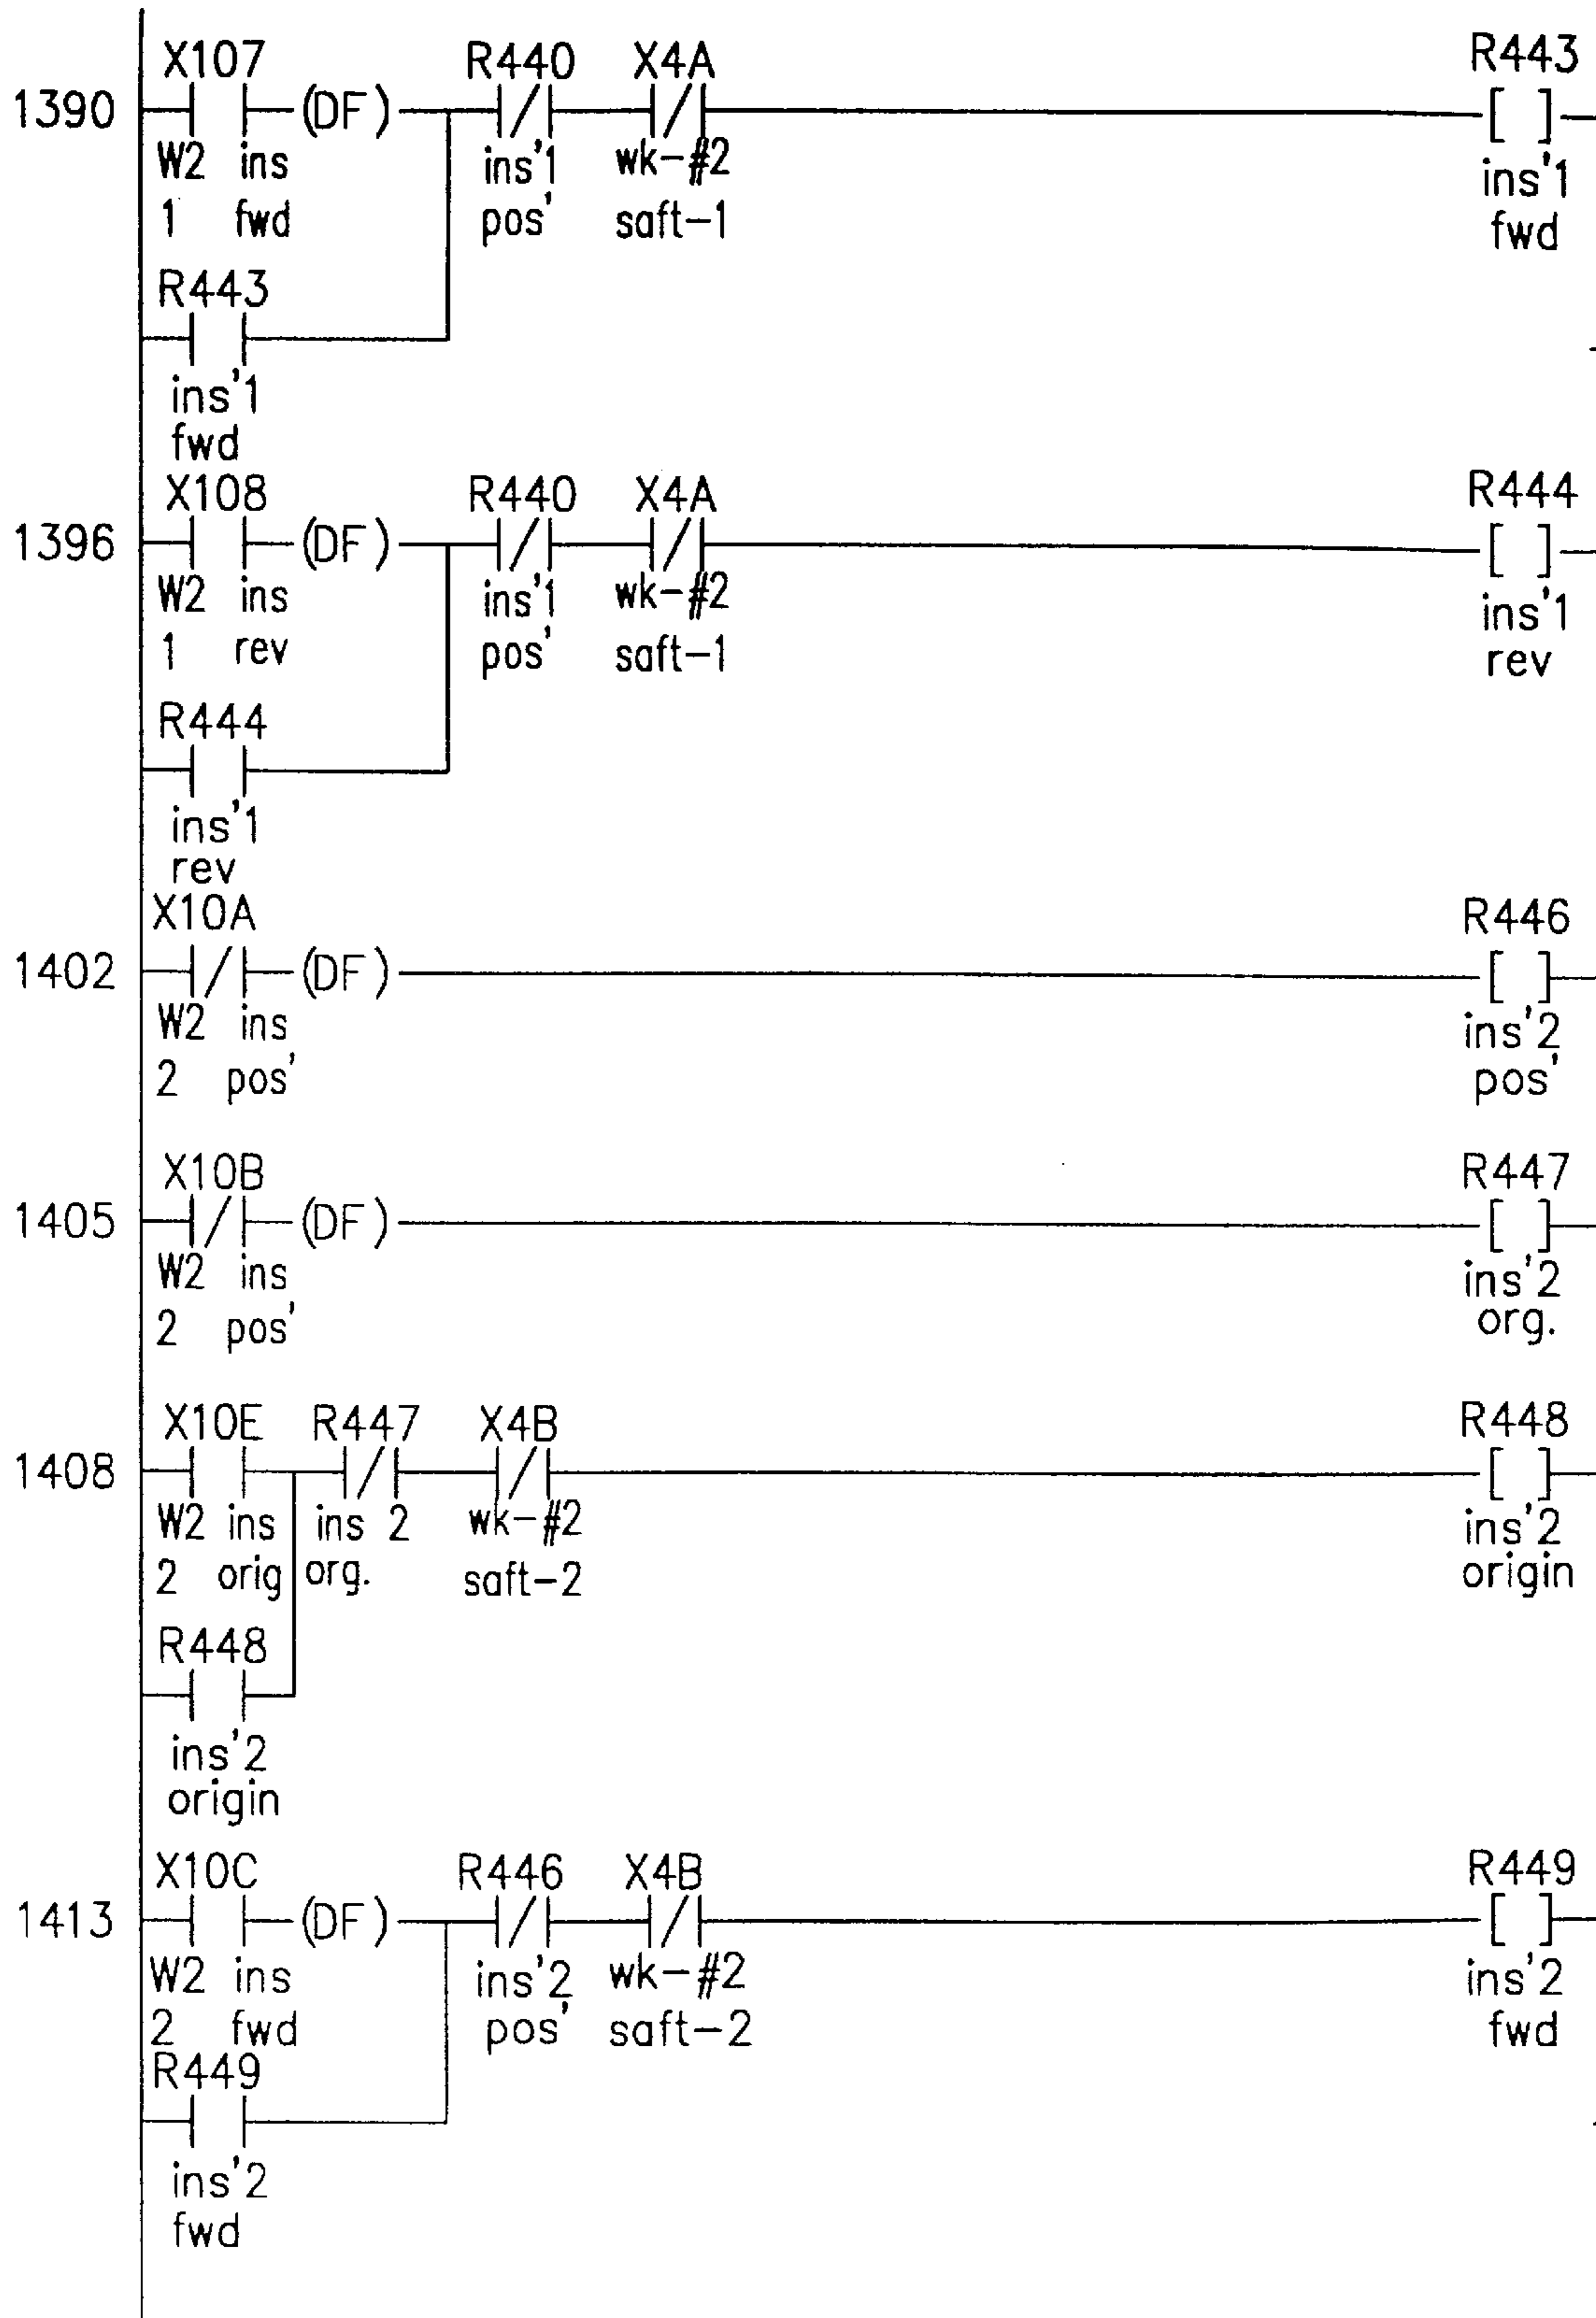 X107 R440 X4A R443
1390 (DF) [ ]
W2 ins ins'1 wk-#2 ins'1
1 fwd pos' saft-1 fwd
R443
ins'1
fwd
X108 R440 X4A R444
1396 (DF) [ ]
W2 ins ins'1 wk-#2 ins'1
1 rev pos' saft-1 rev
R444
ins'1
rev
X10A R446
1402 (DF) [ ]
W2 ins ins'2
2 pos' pos'
X10B R447
1405 (DF) [ ]
W2 ins ins'2
2 pos' org.
X10E R447 X4B R448
1408 [ ]
W2 ins ins 2 wk-#2 ins'2
2 orig org. saft-2 origin
R448
ins'2
origin
X10C R446 X4B R449
1413 (DF) [ ]
W2 ins ins'2 wk-#2 ins'2
2 fwd pos' saft-2 fwd
R449
ins'2
fwd